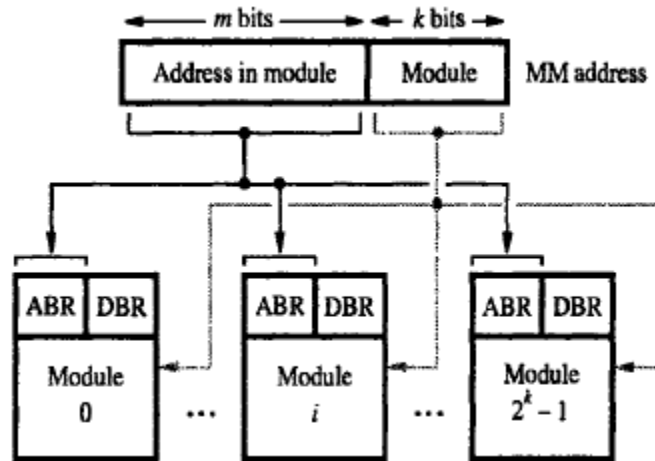 m bits k bits
Address in module Module MM address
ABR DBR ABR DBR ABR DBR
Module Module Module
0 ... i ... 2^k − 1